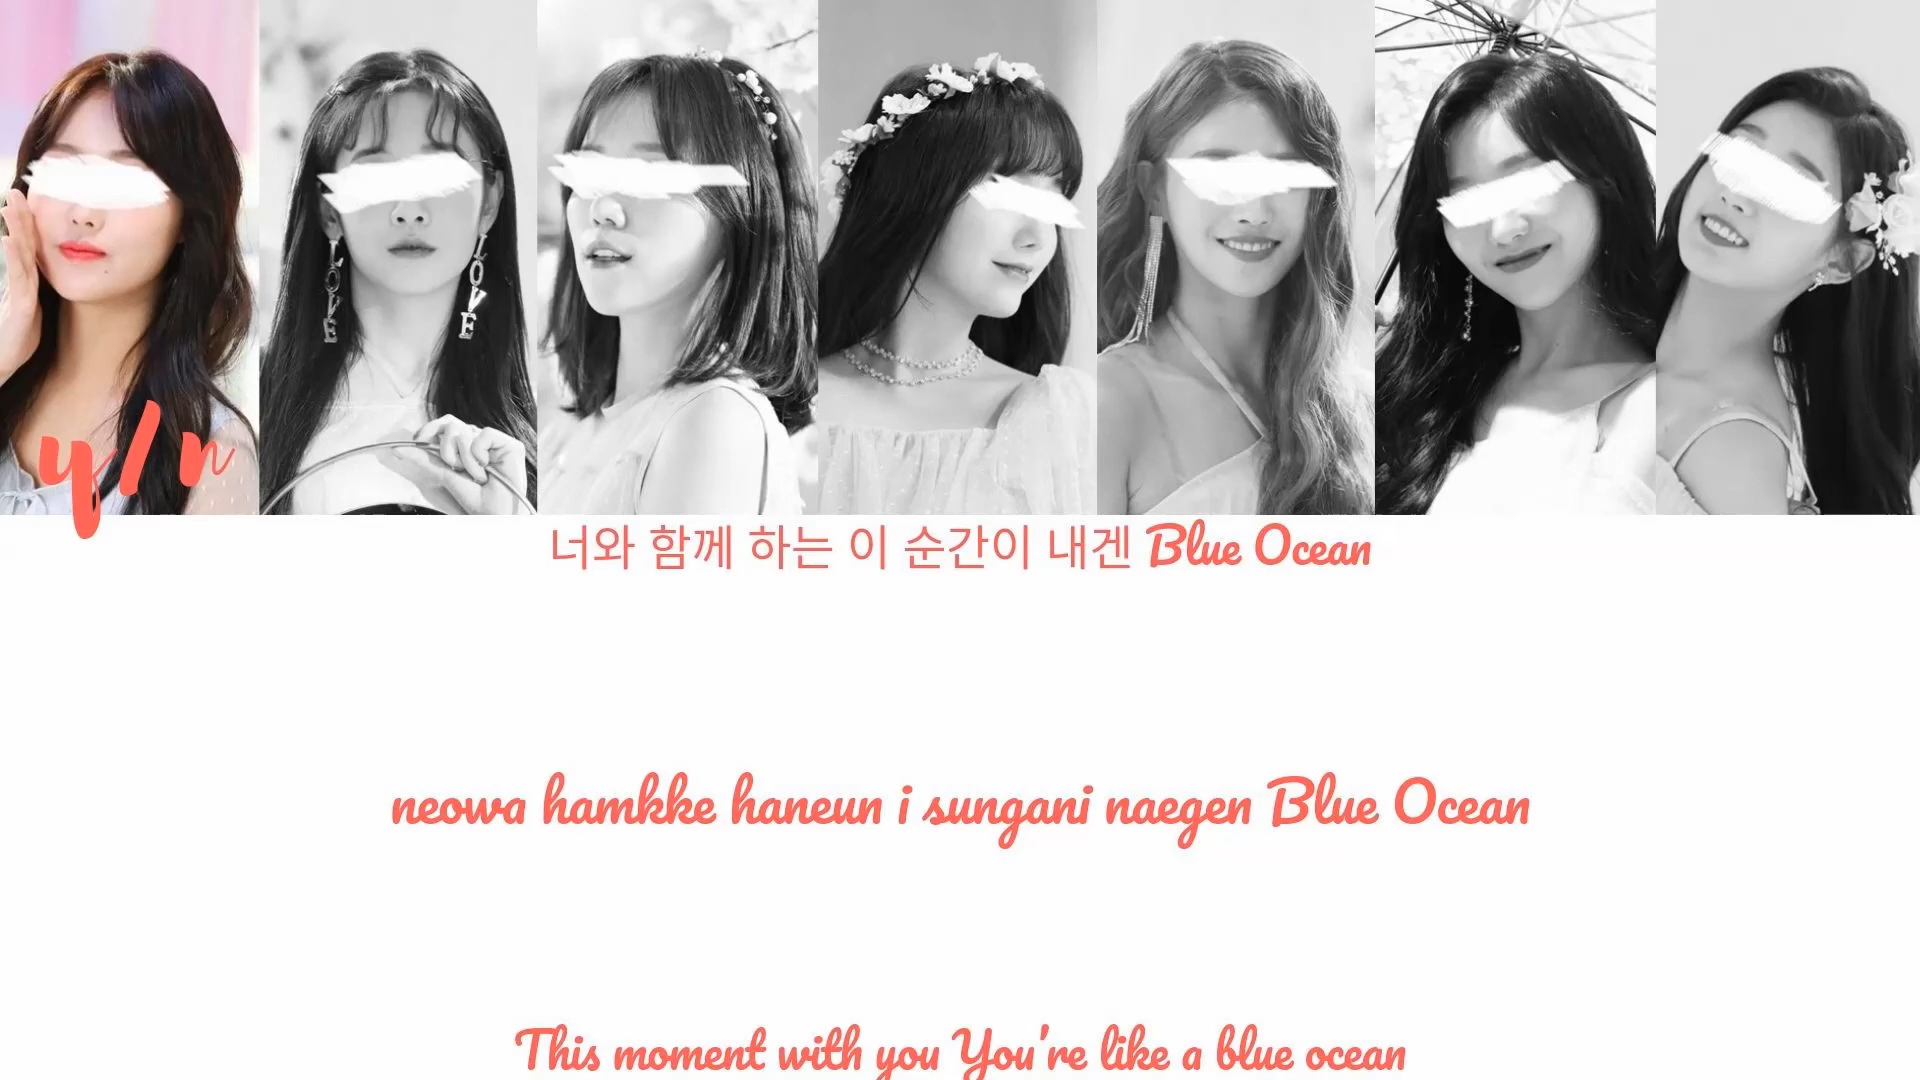 LOVE LOVE
y/n
너와 함께 하는 이 순간이 내겐 Blue Ocean
neowa hamkke haneun i sungani naegen Blue Ocean
This moment with you You're like a blue ocean